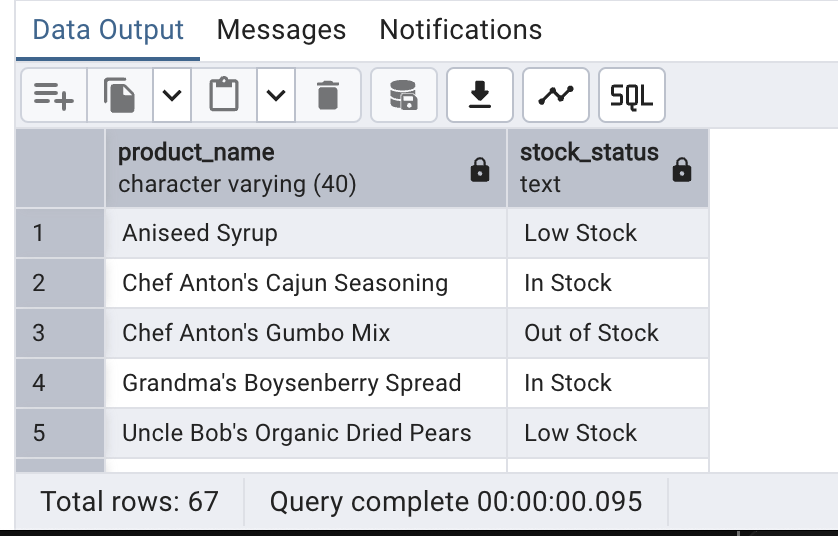 Data Output Messages Notifications
SQL
product_name stock_status
character varying (40) text
1 Aniseed Syrup Low Stock
2 Chef Anton's Cajun Seasoning In Stock
3 Chef Anton's Gumbo Mix Out of Stock
4 Grandma's Boysenberry Spread In Stock
5 Uncle Bob's Organic Dried Pears Low Stock
Total rows: 67 Query complete 00:00:00.095